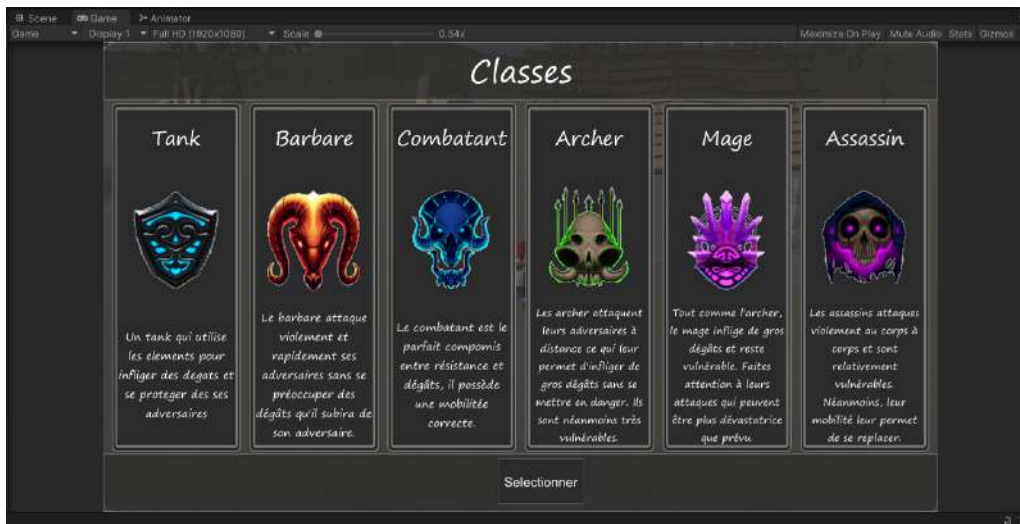 Scene Game Animator
Game Display 1 Full HD (1920x1080) Scale 0.54x Maximize On Play Mute Audio Stats Gizmos
Classes
Tank
Un tank qui utilise
les elements pour
infliger des degats et
se proteger des ses
adversaires
Barbare
Le barbare attaque
violement et
rapidement ses
adversaires sans se
préoccuper des
dégâts qu'il subira de
son adversaire.
Combatant
Le combatant est le
parfait compomis
entre résistance et
dégâts, il possède
une mobilitée
correcte.
Archer
Les archer attaquent
leurs adversaires à
distance ce qui leur
permet d'infliger de
gros dégâts sans se
mettre en danger. Ils
sont néanmoins très
vulnérables.
Mage
Tout comme l'archer,
le mage inflige de gros
dégâts et reste
vulnérable. Faites
attention à leurs
attaques qui peuvent
être plus dévastatrice
que prévu.
Assassin
Les assassins attaques
violement au corps à
corps et sont
relativement
vulnérables.
Néanmoins, leur
mobilité leur permet
de se replacer.
Selectionner